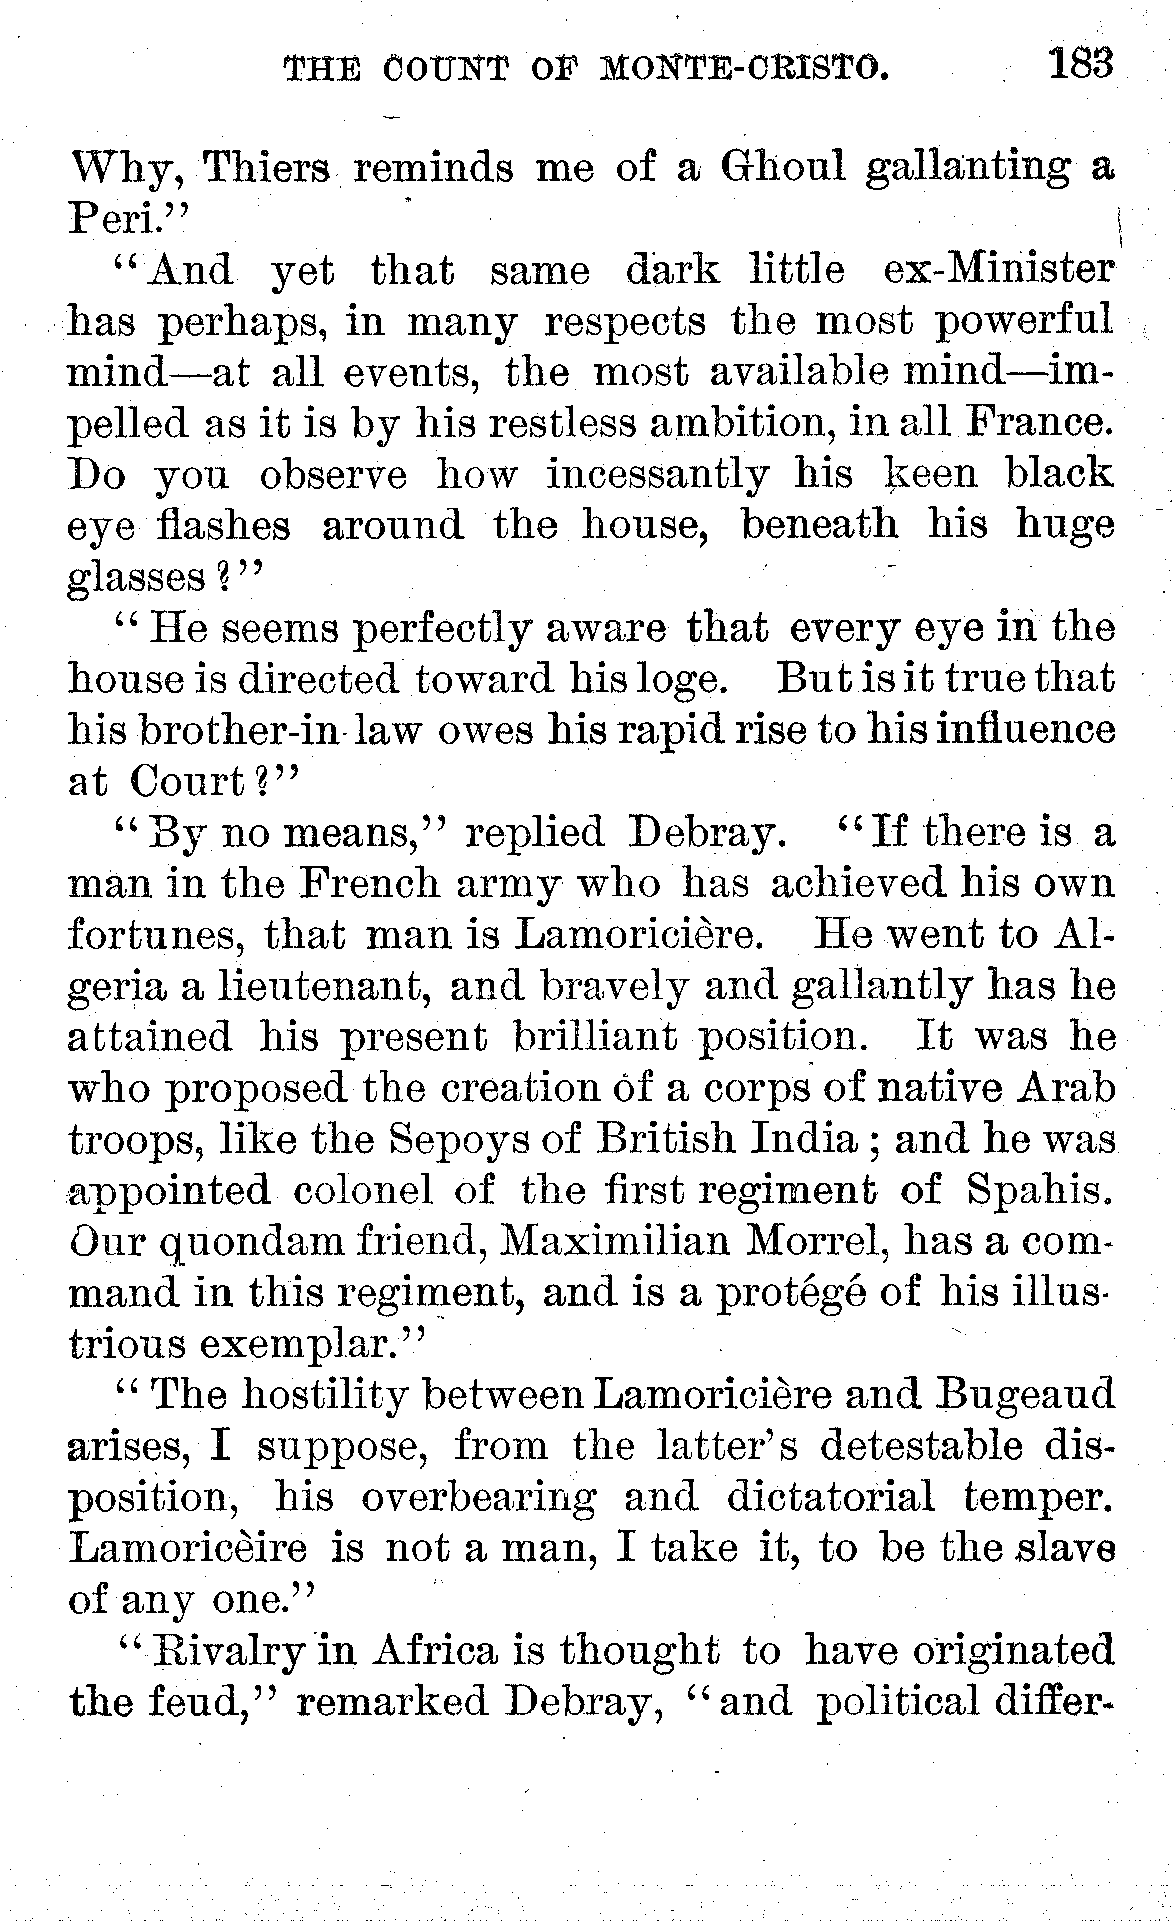 THE COUNT OF MONTE-CRISTO. 183
Why, Thiers reminds me of a Ghoul gallanting a
Peri."
"And yet that same dark little ex-Minister
has perhaps, in many respects the most powerful
mind—at all events, the most available mind—im-
pelled as it is by his restless ambition, in all France.
Do you observe how incessantly his keen black
eye flashes around the house, beneath his huge
glasses?"
"He seems perfectly aware that every eye in the
house is directed toward his loge. But is it true that
his brother-in-law owes his rapid rise to his influence
at Court?"
"By no means," replied Debray. "If there is a
man in the French army who has achieved his own
fortunes, that man is Lamoricière. He went to Al-
geria a lieutenant, and bravely and gallantly has he
attained his present brilliant position. It was he
who proposed the creation of a corps of native Arab
troops, like the Sepoys of British India; and he was
appointed colonel of the first regiment of Spahis.
Our quondam friend, Maximilian Morrel, has a com-
mand in this regiment, and is a protégé of his illus-
trious exemplar."
"The hostility between Lamoricière and Bugeaud
arises, I suppose, from the latter's detestable dis-
position, his overbearing and dictatorial temper.
Lamoricèire is not a man, I take it, to be the slave
of any one."
"Rivalry in Africa is thought to have originated
the feud," remarked Debray, "and political differ-